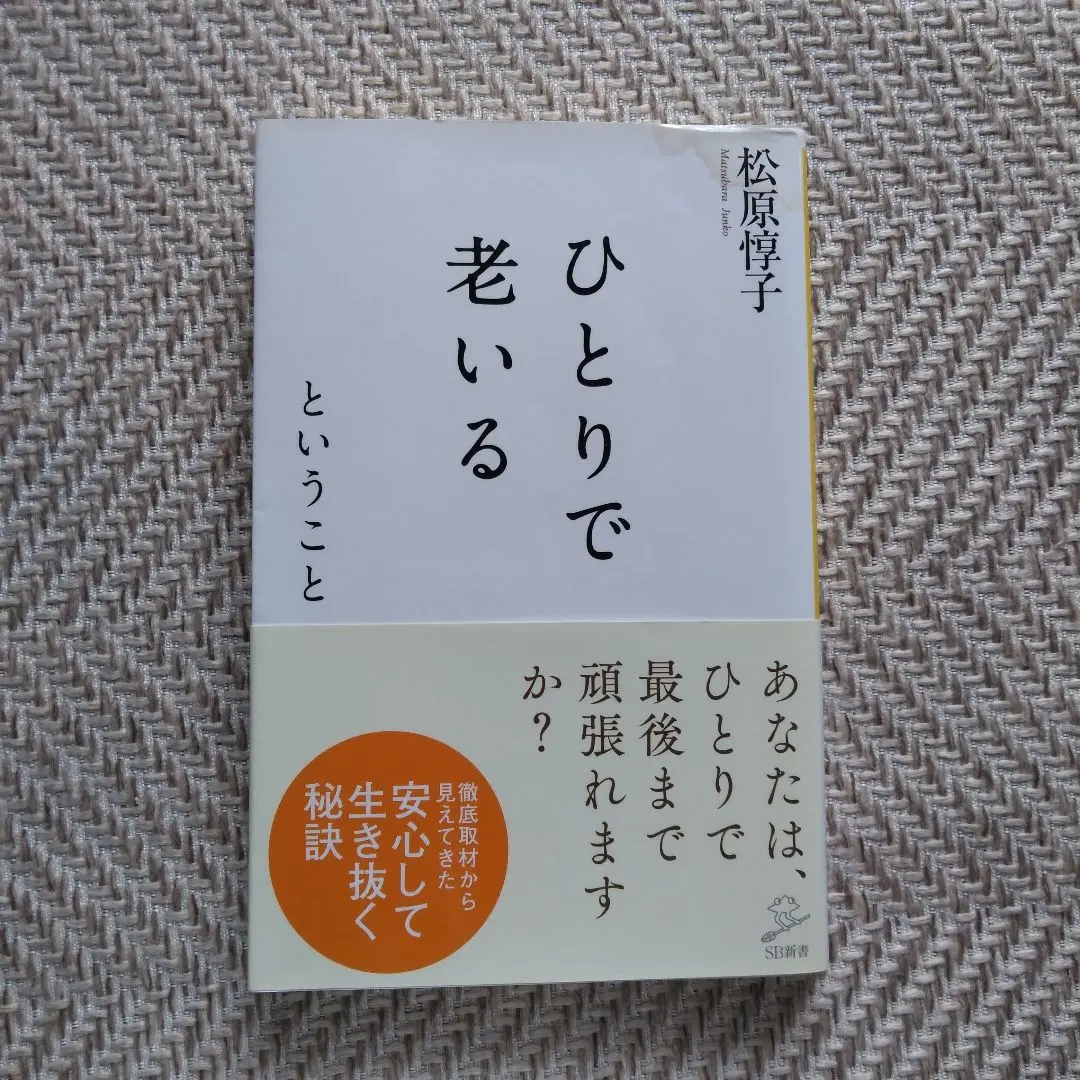 松原惇子
Matsubara Junko
ひとりで
老いる
ということ
あなたは、
ひとりで
最後まで
頑張れます
か?
徹底取材から
見えてきた
安心して
生き抜く
秘訣
SB新書